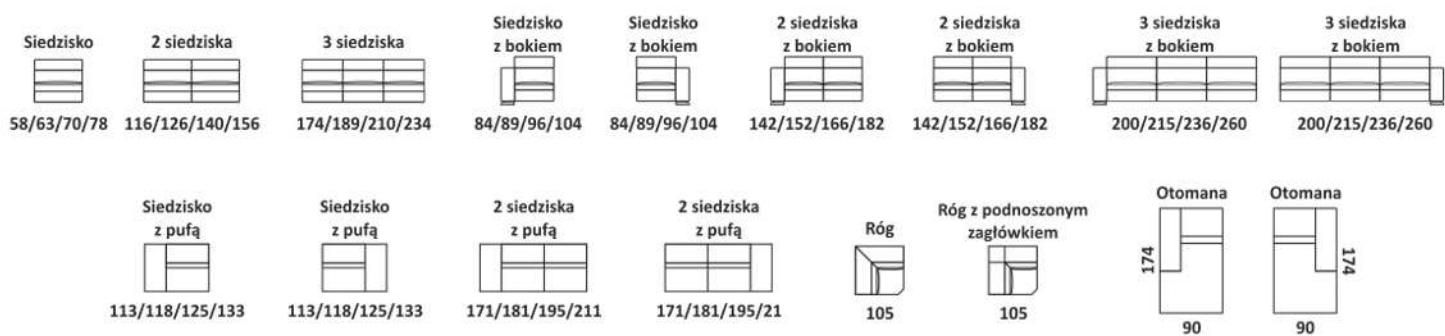 Siedzisko
58/63/70/78
2 siedziska
116/126/140/156
3 siedziska
174/189/210/234
Siedzisko
z bokiem
84/89/96/104
Siedzisko
z bokiem
84/89/96/104
2 siedziska
z bokiem
142/152/166/182
2 siedziska
z bokiem
142/152/166/182
3 siedziska
z bokiem
200/215/236/260
3 siedziska
z bokiem
200/215/236/260
Siedzisko
z pufą
113/118/125/133
Siedzisko
z pufą
113/118/125/133
2 siedziska
z pufą
171/181/195/211
2 siedziska
z pufą
171/181/195/21
Róg
105
Róg z podnoszonym
zagłówkiem
105
Otomana
174
90
Otomana
174
90